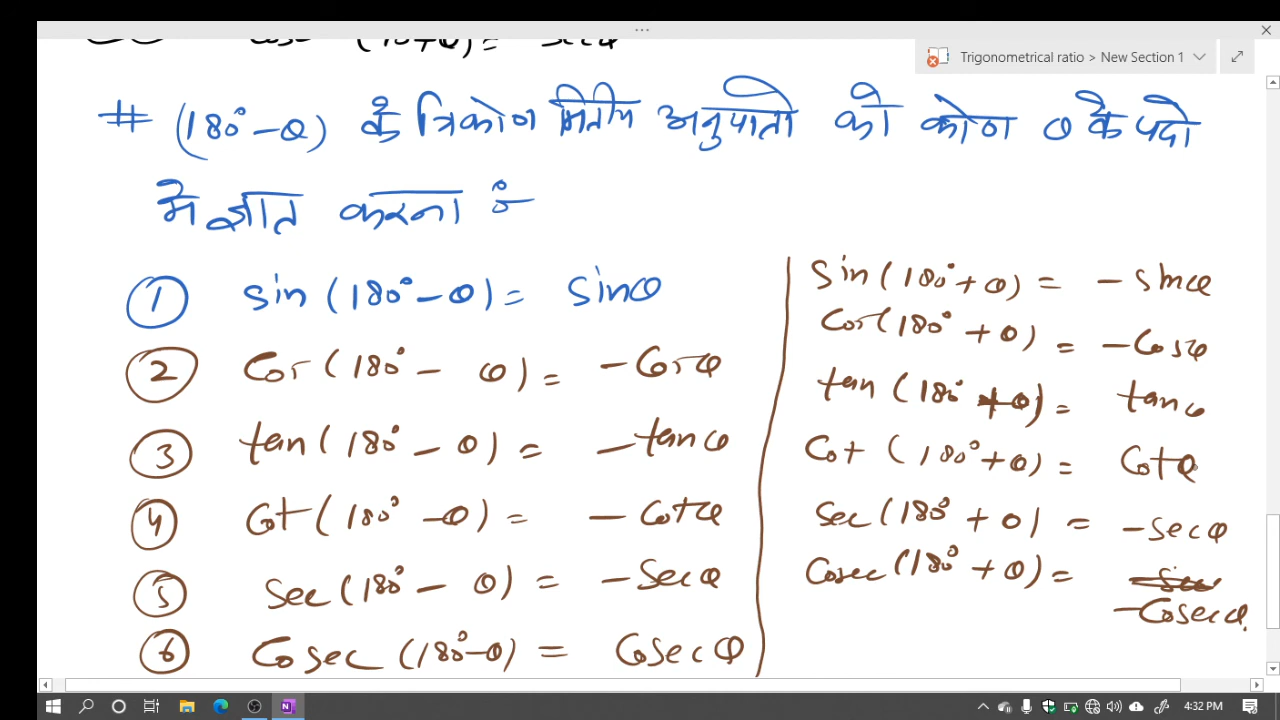 Trigonometrical ratio > New Section 1
# (180° - θ) के त्रिकोणमितीय अनुपातो को कोण θ के पदो
मे ज्ञात करना :-
① sin (180° - θ) = sinθ
② Cos (180° - θ) = - Cosθ
③ tan (180° - θ) = - tanθ
④ Cot (180° - θ) = - Cotθ
⑤ Sec (180° - θ) = - Secθ
⑥ Cosec (180° - θ) = Cosecθ
Sin (180° + θ) = - sinθ
Cos (180° + θ) = - Cosθ
tan (180° + θ) = tanθ
Cot (180° + θ) = Cotθ
Sec (180° + θ) = - Secθ
Cosec (180° + θ) =
- Cosecθ.
4:32 PM